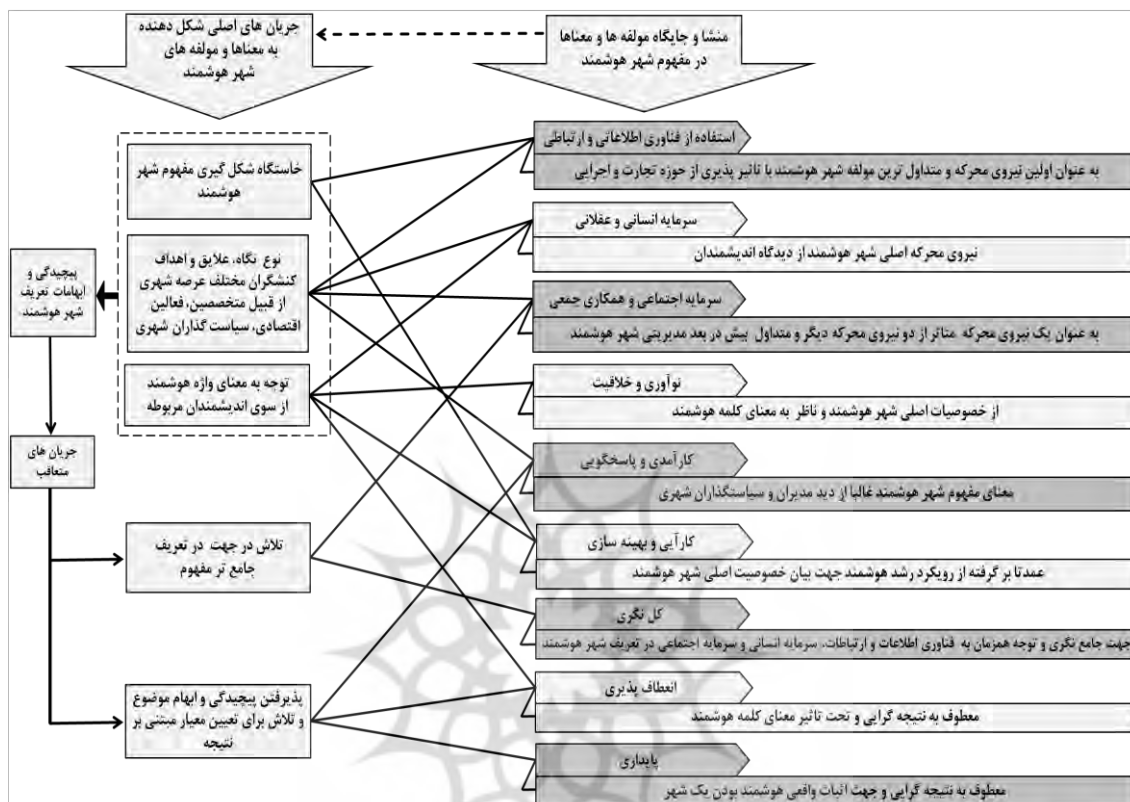 منشا و جایگاه مولفه ها و معناها
در مفهوم شهر هوشمند
جریان های اصلی شکل دهنده
به معناها و مولفه های
شهر هوشمند
استفاده از فناوری اطلاعاتی و ارتباطی
به عنوان اولین نیروی محرکه و متداول ترین مولفه شهر هوشمند با تاثیر پذیری از حوزه تجارت و اجرایی
سرمایه انسانی و عقلانی
نیروی محرکه اصلی شهر هوشمند از دیدگاه اندیشمندان
سرمایه اجتماعی و همکاری جمعی
به عنوان یک نیروی محرکه متاثر از دو نیروی محرکه دیگر و متداول بیش در بعد مدیریتی شهر هوشمند
نوآوری و خلاقیت
از خصوصیات اصلی شهر هوشمند و ناظر به معنای کلمه هوشمند
کارآمدی و پاسخگویی
معنای مفهوم شهر هوشمند غالبا از دید مدیران و سیاستگذاران شهری
کارآیی و بهینه سازی
عمدتا بر گرفته از رویکرد رشد هوشمند جهت بیان خصوصیت اصلی شهر هوشمند
کل نگری
جهت جامع نگری و توجه همزمان به فناوری اطلاعات و ارتباطات، سرمایه انسانی و سرمایه اجتماعی در تعریف شهر هوشمند
انعطاف پذیری
معطوف به نتیجه گرایی و تحت تاثیر معنای کلمه هوشمند
پایداری
معطوف به نتیجه گرایی و جهت اثبات واقعی هوشمند بودن یک شهر
خاستگاه شکل گیری مفهوم شهر
هوشمند
نوع نگاه، علایق و اهداف
کنشگران مختلف عرصه شهری
از قبیل متخصصین، فعالین
اقتصادی، سیاست گذاران شهری
توجه به معنای واژه هوشمند
از سوی اندیشمندان مربوطه
تلاش در جهت در تعریف
جامع تر مفهوم
پذیرفتن پیچیدگی و ابهام موضوع
و تلاش برای تعیین معیار مبتنی بر
نتیجه
پیچیدگی و
ابهامات تعریف
شهر هوشمند
جریان های
متعاقب